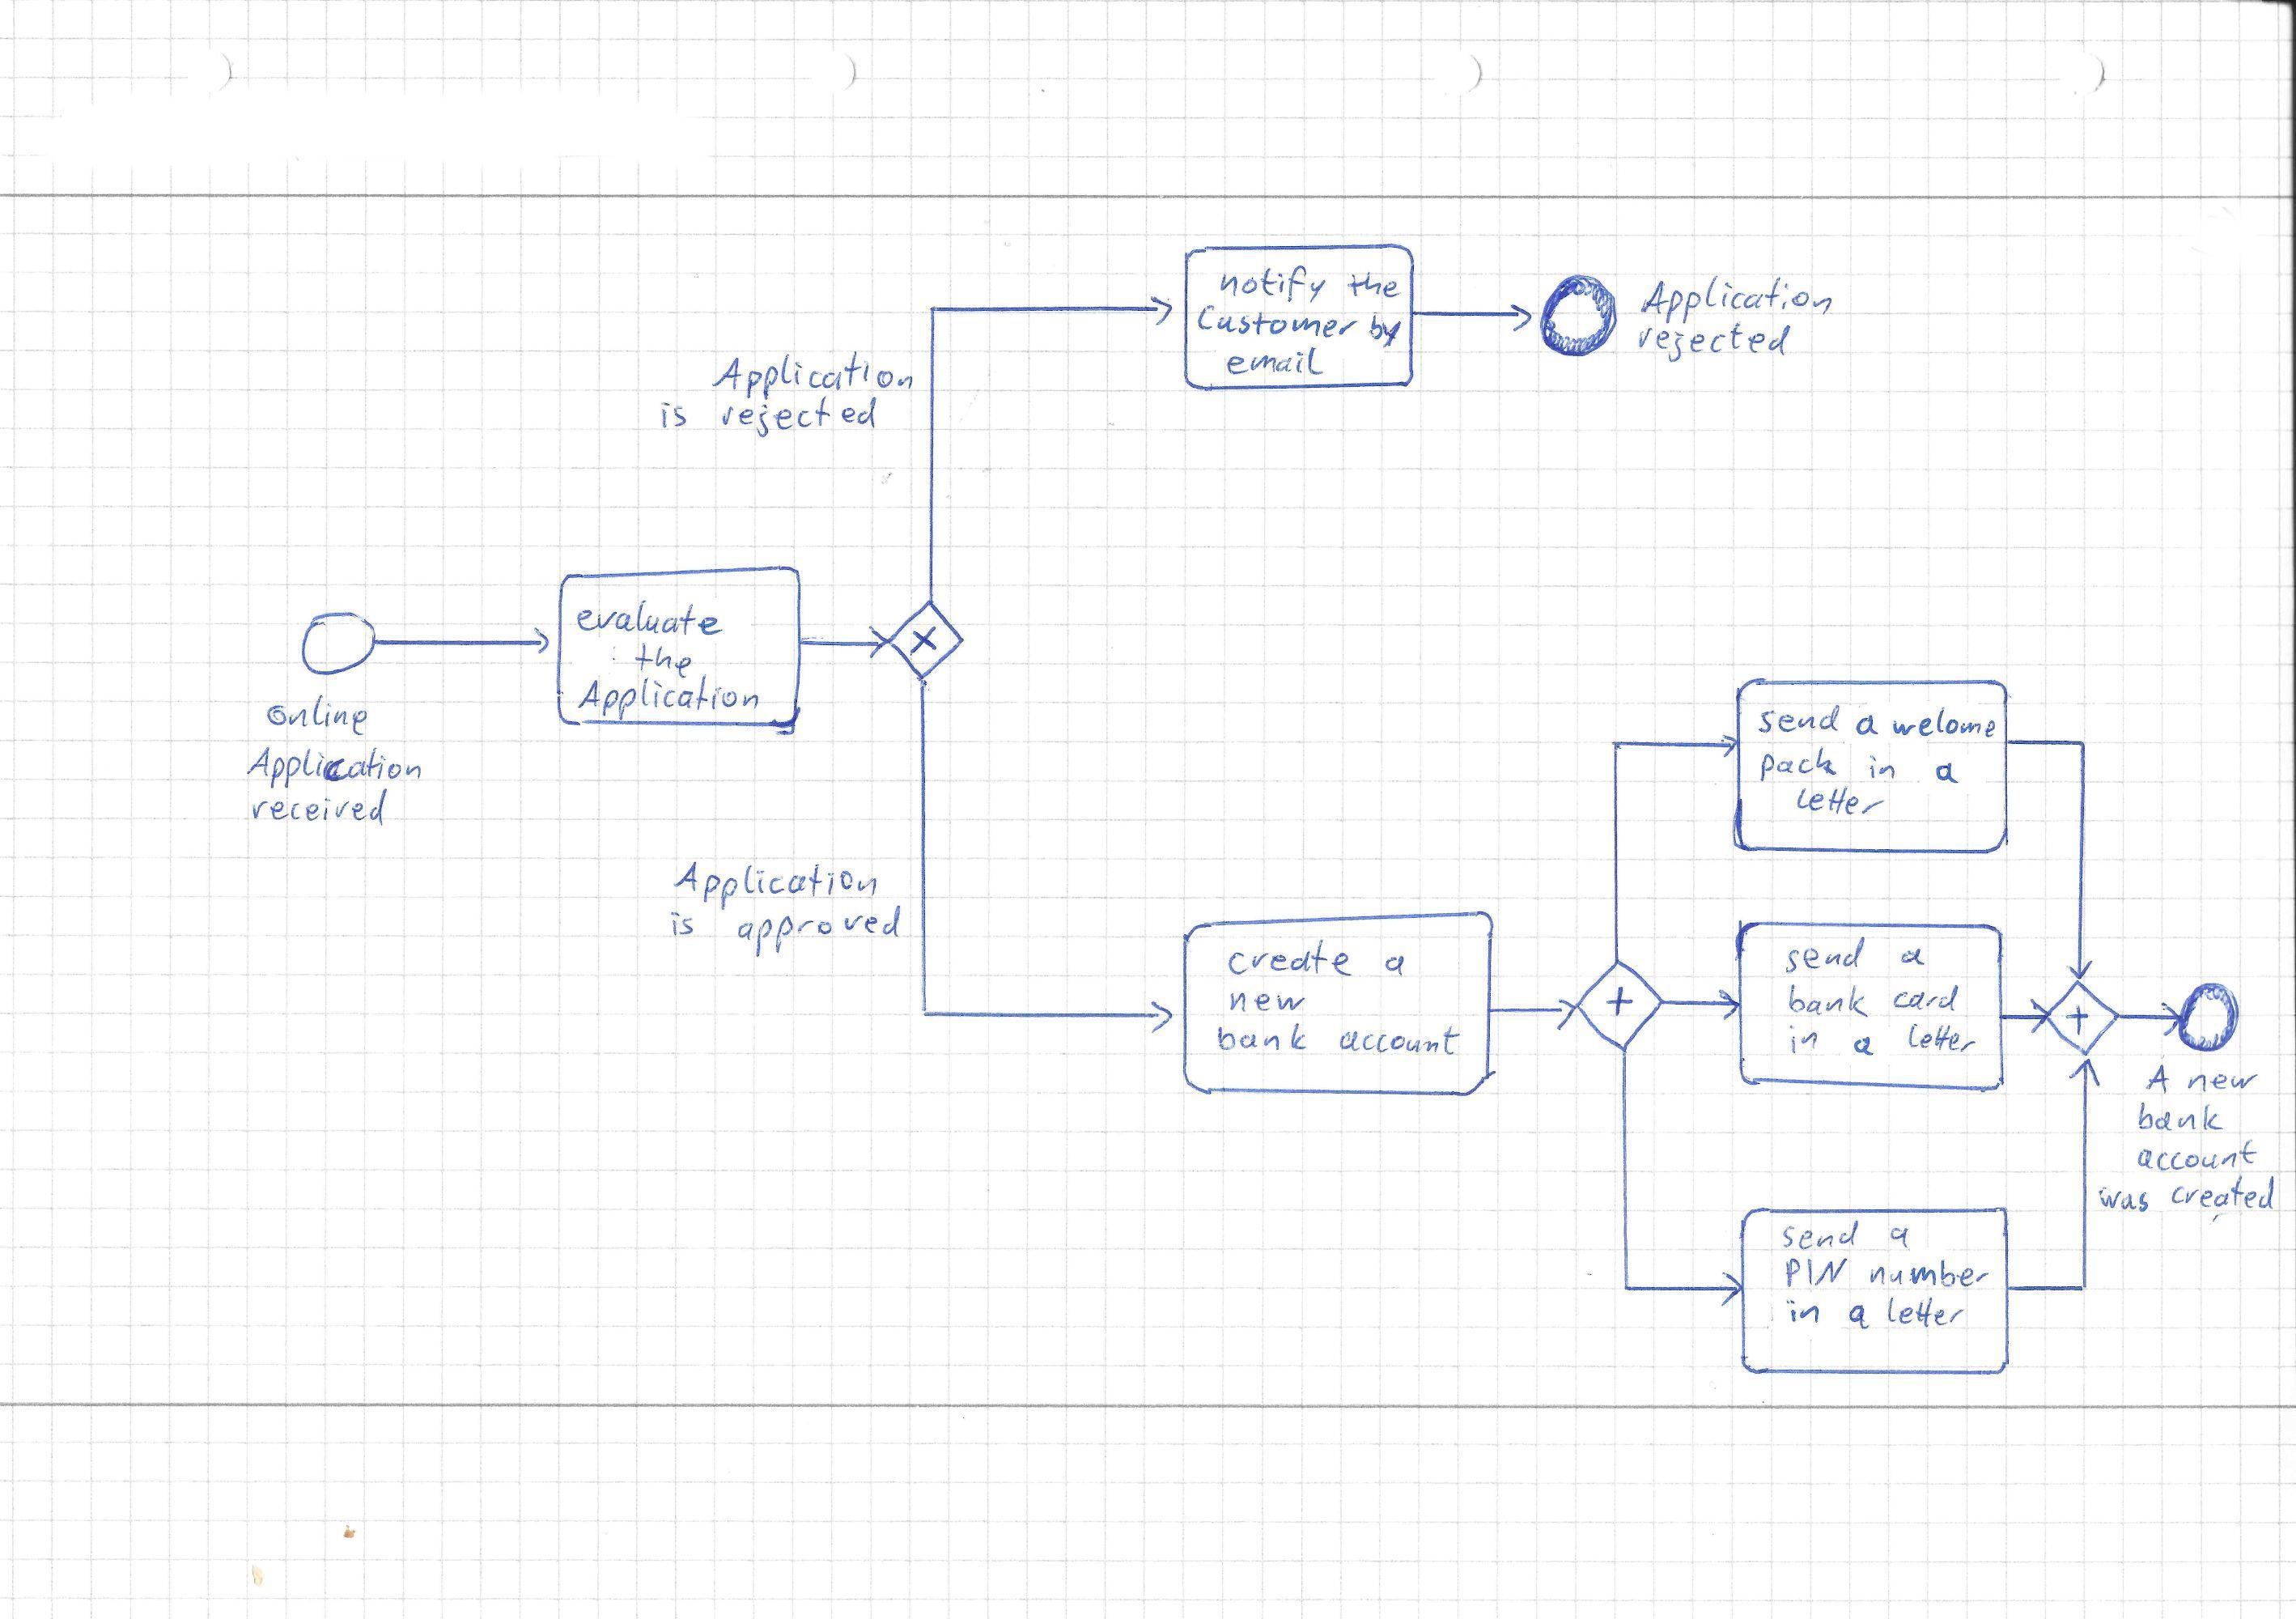 notify the
Customer by
email
Application
rejected
Application
is rejected
evaluate
the
Application
Online
Application
received
send a welome
pack in a
letter
Application
is approved
create a
new
bank account
send a
bank card
in a letter
A new
bank
account
was created
send a
PIN number
in a letter